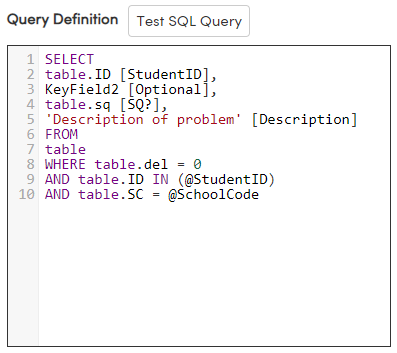 Query Definition Test SQL Query
1 SELECT
2 table.ID [StudentID],
3 KeyField2 [Optional],
4 table.sq [SQ?],
5 'Description of problem' [Description]
6 FROM
7 table
8 WHERE table.del = 0
9 AND table.ID IN (@StudentID)
10 AND table.SC = @SchoolCode